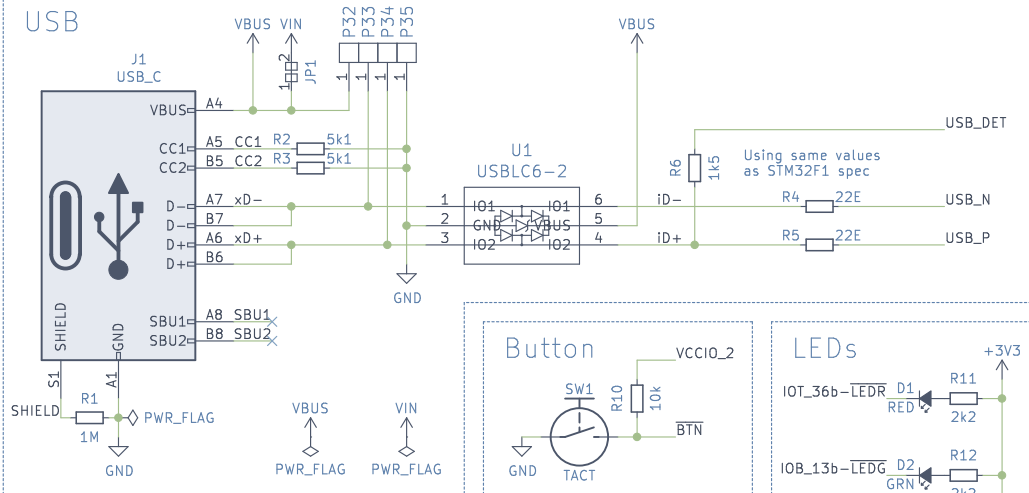 USB
VBUS VIN P32 P33 P34 P35 VBUS
J1
USB_C
1 2 JP1 1 1 1 1
VBUS A4
CC1 A5 CC1 R2 5k1
CC2 B5 CC2 R3 5k1
D- A7 xD-
D- B7
D+ A6 xD+
D+ B6
SBU1 A8 SBU1
SBU2 B8 SBU2
SHIELD GND
S1 A1
SHIELD R1 1M PWR_FLAG
GND
VBUS VIN
PWR_FLAG PWR_FLAG
GND
U1
USBLC6-2
1 IO1 IO1 6 iD-
2 GND VBUS 5
3 IO2 IO2 4 iD+
USB_DET
R6 1k5
Using same values
as STM32F1 spec
R4 22E USB_N
R5 22E USB_P
Button
VCCIO_2
SW1 R10 10k
BTN
GND TACT
LEDs
+3V3
IOT_36b-LEDR D1 R11
RED 2k2
IOB_13b-LEDG D2 R12
GRN 2k2